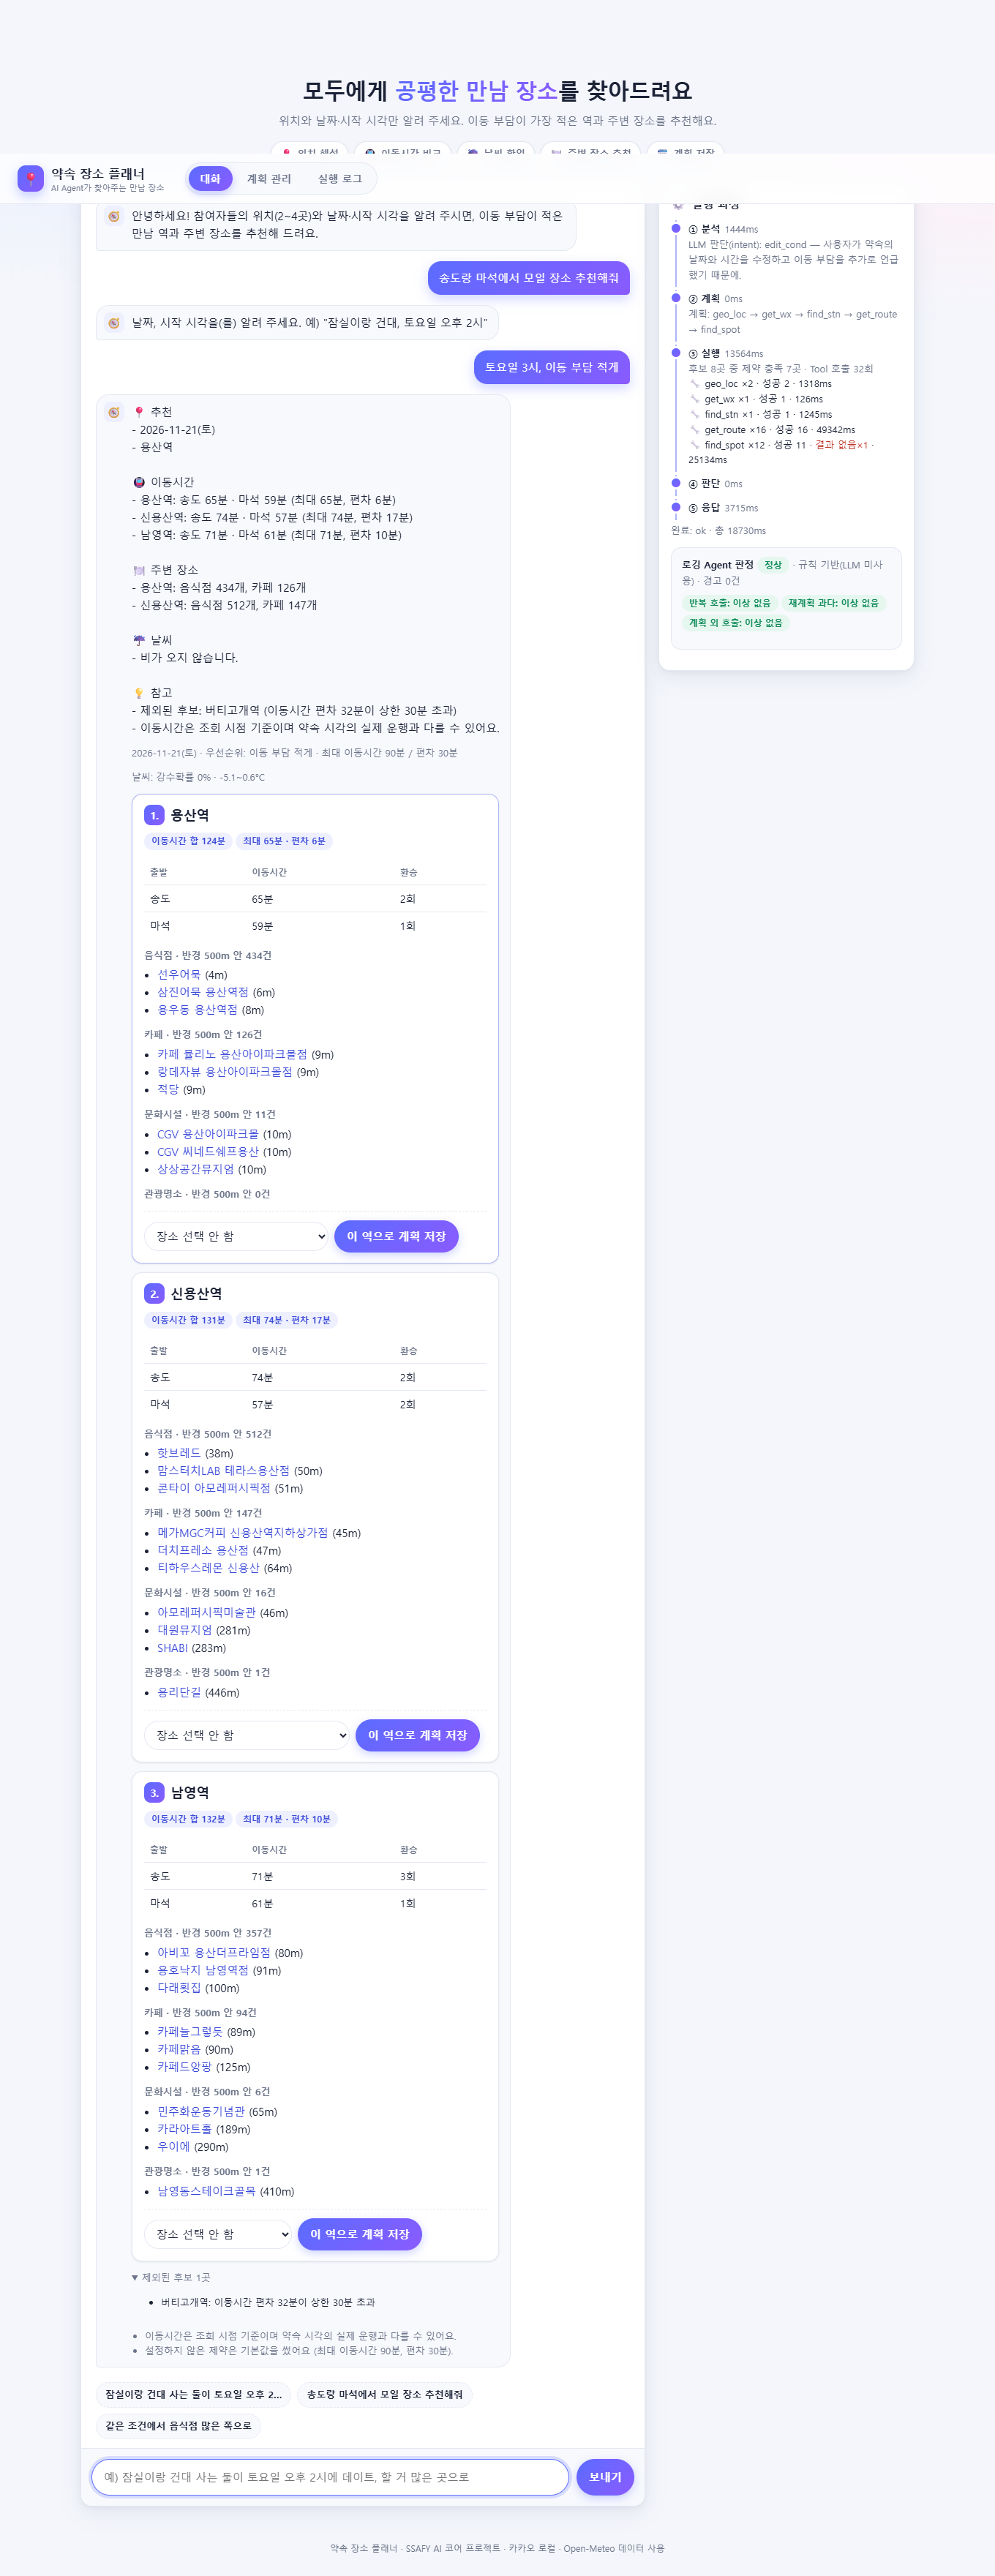 모두에게 공평한 만남 장소를 찾아드려요
위치와 날짜·시작 시각만 알려 주세요. 이동 부담이 가장 적은 역과 주변 장소를 추천해요.
약속 장소 플래너
AI Agent가 찾아주는 만남 장소
대화
계획 관리
실행 로그
안녕하세요! 참여자들의 위치(2~4곳)와 날짜·시작 시각을 알려 주시면, 이동 부담이 적은
만남 역과 주변 장소를 추천해 드려요.
송도랑 마석에서 모일 장소 추천해줘
날짜, 시작 시각을(를) 알려 주세요. 예) "잠실이랑 건대, 토요일 오후 2시"
토요일 3시, 이동 부담 적게
📍 추천
- 2026-11-21(토)
- 용산역
🚇 이동시간
- 용산역: 송도 65분 · 마석 59분 (최대 65분, 편차 6분)
- 신용산역: 송도 74분 · 마석 57분 (최대 74분, 편차 17분)
- 남영역: 송도 71분 · 마석 61분 (최대 71분, 편차 10분)
🍽️ 주변 장소
- 용산역: 음식점 434개, 카페 126개
- 신용산역: 음식점 512개, 카페 147개
☔ 날씨
- 비가 오지 않습니다.
💡 참고
- 제외된 후보: 버티고개역 (이동시간 편차 32분이 상한 30분 초과)
- 이동시간은 조회 시점 기준이며 약속 시각의 실제 운행과 다를 수 있어요.
2026-11-21(토) · 우선순위: 이동 부담 적게 · 최대 이동시간 90분 / 편차 30분
날씨: 강수확률 0% · -5.1~0.6°C
1. 용산역
이동시간 합 124분 최대 65분 · 편차 6분
출발 이동시간 환승
송도 65분 2회
마석 59분 1회
음식점 · 반경 500m 안 434건
• 선우어묵 (4m)
• 삼진어묵 용산역점 (6m)
• 용우동 용산역점 (8m)
카페 · 반경 500m 안 126건
• 카페 뮬리노 용산아이파크몰점 (9m)
• 랑데자뷰 용산아이파크몰점 (9m)
• 적당 (9m)
문화시설 · 반경 500m 안 11건
• CGV 용산아이파크몰 (10m)
• CGV 씨네드쉐프용산 (10m)
• 상상공간뮤지엄 (10m)
관광명소 · 반경 500m 안 0건
장소 선택 안 함
이 역으로 계획 저장
2. 신용산역
이동시간 합 131분 최대 74분 · 편차 17분
출발 이동시간 환승
송도 74분 2회
마석 57분 2회
음식점 · 반경 500m 안 512건
• 핫브레드 (38m)
• 맘스터치LAB 테라스용산점 (50m)
• 콘타이 아모레퍼시픽점 (51m)
카페 · 반경 500m 안 147건
• 메가MGC커피 신용산역지하상가점 (45m)
• 더치프레소 용산점 (47m)
• 티하우스레몬 신용산 (64m)
문화시설 · 반경 500m 안 16건
• 아모레퍼시픽미술관 (46m)
• 대원뮤지엄 (281m)
• SHABI (283m)
관광명소 · 반경 500m 안 1건
• 용리단길 (446m)
장소 선택 안 함
이 역으로 계획 저장
3. 남영역
이동시간 합 132분 최대 71분 · 편차 10분
출발 이동시간 환승
송도 71분 3회
마석 61분 1회
음식점 · 반경 500m 안 357건
• 아비꼬 용산더프라임점 (80m)
• 용호낙지 남영역점 (91m)
• 다래횟집 (100m)
카페 · 반경 500m 안 94건
• 카페늘그렇듯 (89m)
• 카페맑음 (90m)
• 카페드앙팡 (125m)
문화시설 · 반경 500m 안 6건
• 민주화운동기념관 (65m)
• 카라아트홀 (189m)
• 우이에 (290m)
관광명소 · 반경 500m 안 1건
• 남영동스테이크골목 (410m)
장소 선택 안 함
이 역으로 계획 저장
▼ 제외된 후보 1곳
• 버티고개역: 이동시간 편차 32분이 상한 30분 초과
• 이동시간은 조회 시점 기준이며 약속 시각의 실제 운행과 다를 수 있어요.
• 설정하지 않은 제약은 기본값을 썼어요 (최대 이동시간 90분, 편차 30분).
잠실이랑 건대 사는 둘이 토요일 오후 2...
송도랑 마석에서 모일 장소 추천해줘
같은 조건에서 음식점 많은 쪽으로
예) 잠실이랑 건대 사는 둘이 토요일 오후 2시에 데이트, 할 거 많은 곳으로
보내기
① 분석 1444ms
LLM 판단(intent): edit_cond — 사용자가 약속의
날짜와 시간을 수정하고 이동 부담을 추가로 언급
했기 때문에.
② 계획 0ms
계획: geo_loc → get_wx → find_stn → get_route
→ find_spot
③ 실행 13564ms
후보 8곳 중 제약 충족 7곳 · Tool 호출 32회
🔧 geo_loc ×2 · 성공 2 · 1318ms
🔧 get_wx ×1 · 성공 1 · 126ms
🔧 find_stn ×1 · 성공 1 · 1245ms
🔧 get_route ×16 · 성공 16 · 49342ms
🔧 find_spot ×12 · 성공 11 · 결과 없음×1 ·
25134ms
④ 판단 0ms
⑤ 응답 3715ms
완료: ok · 총 18730ms
로깅 Agent 판정 정상 · 규칙 기반(LLM 미사
용) · 경고 0건
반복 호출: 이상 없음 재계획 과다: 이상 없음
계획 외 호출: 이상 없음
약속 장소 플래너 · SSAFY AI 코어 프로젝트 · 카카오 로컬 · Open-Meteo 데이터 사용